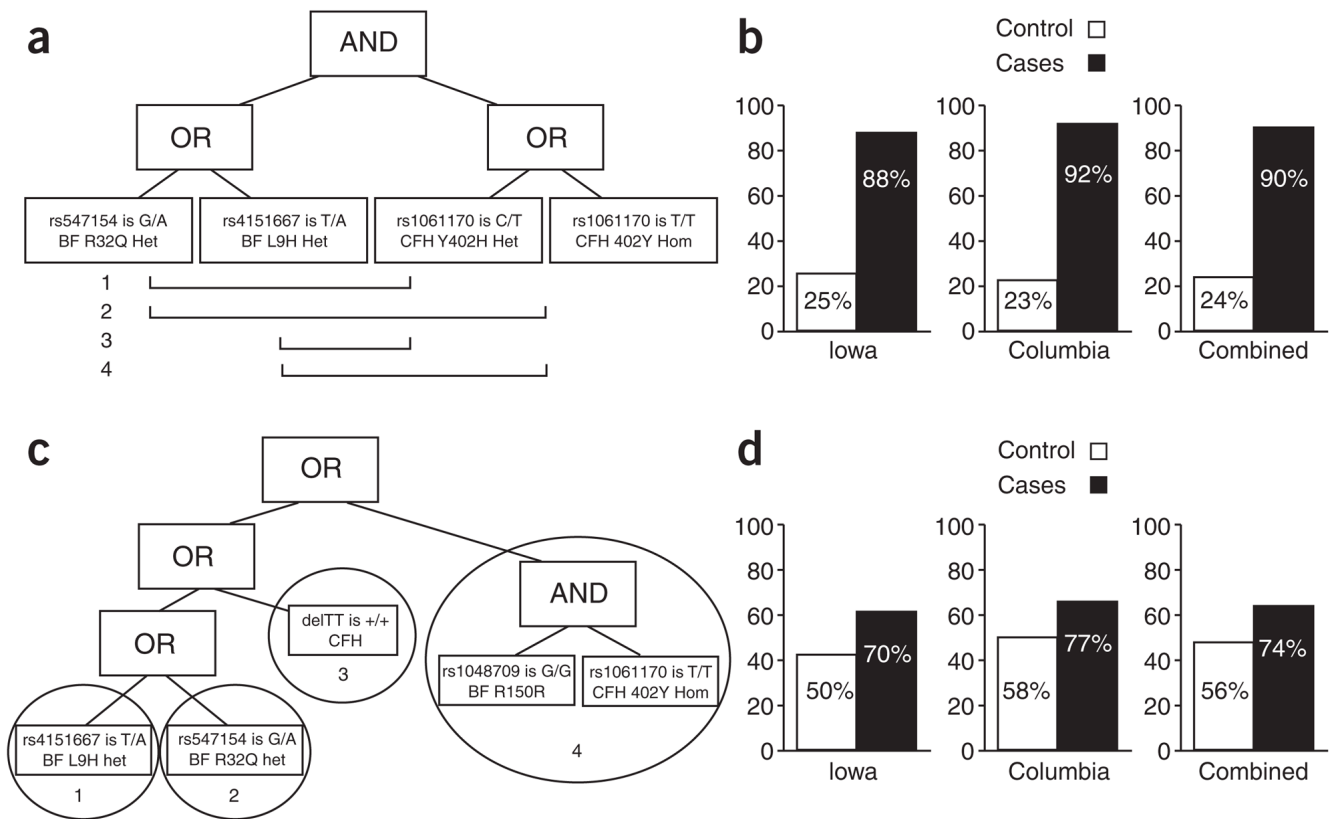 a
AND
OR
OR
rs547154 is G/A
BF R32Q Het
rs4151667 is T/A
BF L9H Het
rs1061170 is C/T
CFH Y402H Het
rs1061170 is T/T
CFH 402Y Hom
1
2
3
4
b
Control
Cases
100
80
60
40
20
0
25%
88%
Iowa
100
80
60
40
20
0
23%
92%
Columbia
100
80
60
40
20
0
24%
90%
Combined
c
OR
OR
OR
AND
delTT is +/+
CFH
3
rs1048709 is G/G
BF R150R
rs1061170 is T/T
CFH 402Y Hom
4
rs4151667 is T/A
BF L9H het
1
rs547154 is G/A
BF R32Q het
2
d
Control
Cases
100
80
60
40
20
0
50%
70%
Iowa
100
80
60
40
20
0
58%
77%
Columbia
100
80
60
40
20
0
56%
74%
Combined